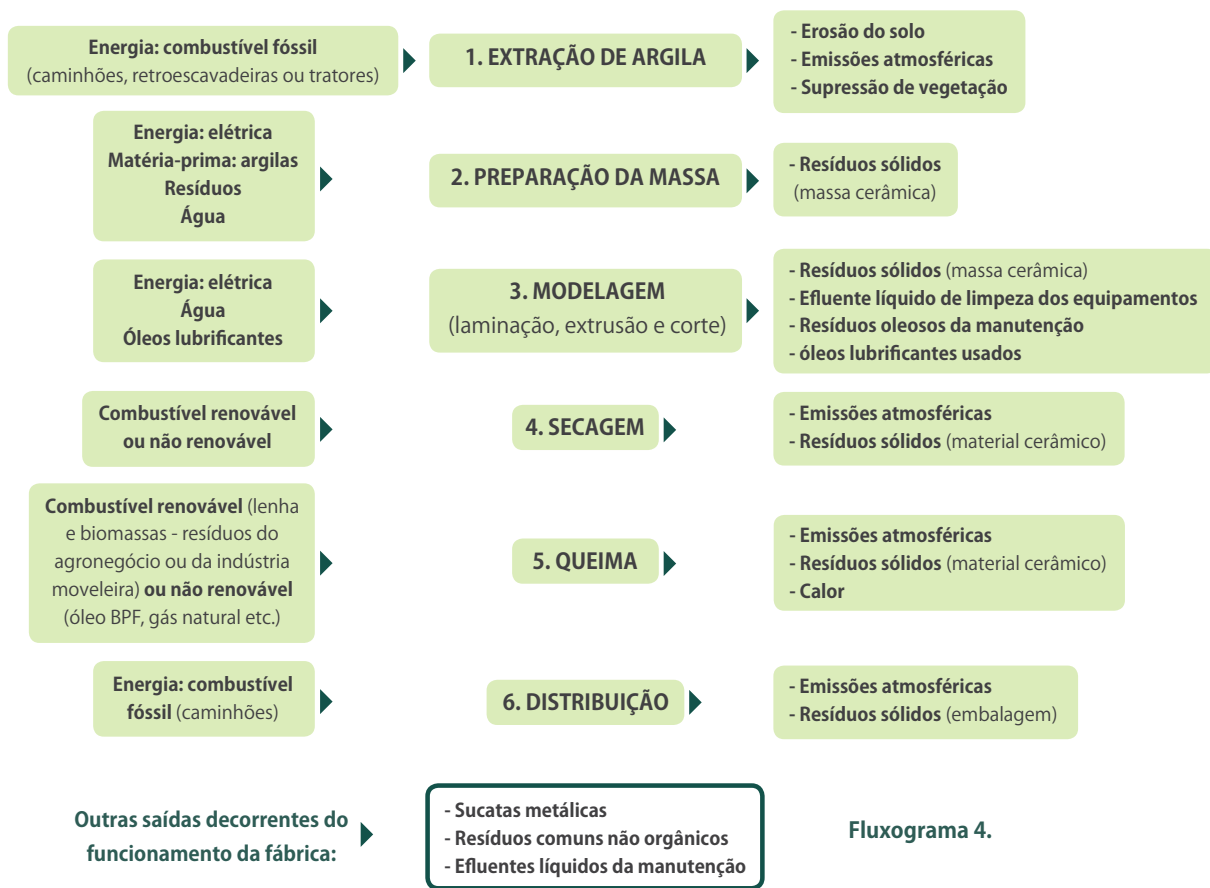 Energia: combustível fóssil
(caminhões, retroescavadeiras ou tratores)
1. EXTRAÇÃO DE ARGILA
- Erosão do solo
- Emissões atmosféricas
- Supressão de vegetação
Energia: elétrica
Matéria-prima: argilas
Resíduos
Água
2. PREPARAÇÃO DA MASSA
- Resíduos sólidos
(massa cerâmica)
Energia: elétrica
Água
Óleos lubrificantes
3. MODELAGEM
(laminação, extrusão e corte)
- Resíduos sólidos (massa cerâmica)
- Efluente líquido de limpeza dos equipamentos
- Resíduos oleosos da manutenção
- óleos lubrificantes usados
Combustível renovável
ou não renovável
4. SECAGEM
- Emissões atmosféricas
- Resíduos sólidos (material cerâmico)
Combustível renovável (lenha
e biomassas - resíduos do
agronegócio ou da indústria
moveleira) ou não renovável
(óleo BPF, gás natural etc.)
5. QUEIMA
- Emissões atmosféricas
- Resíduos sólidos (material cerâmico)
- Calor
Energia: combustível
fóssil (caminhões)
6. DISTRIBUIÇÃO
- Emissões atmosféricas
- Resíduos sólidos (embalagem)
Outras saídas decorrentes do
funcionamento da fábrica:
- Sucatas metálicas
- Resíduos comuns não orgânicos
- Efluentes líquidos da manutenção
Fluxograma 4.